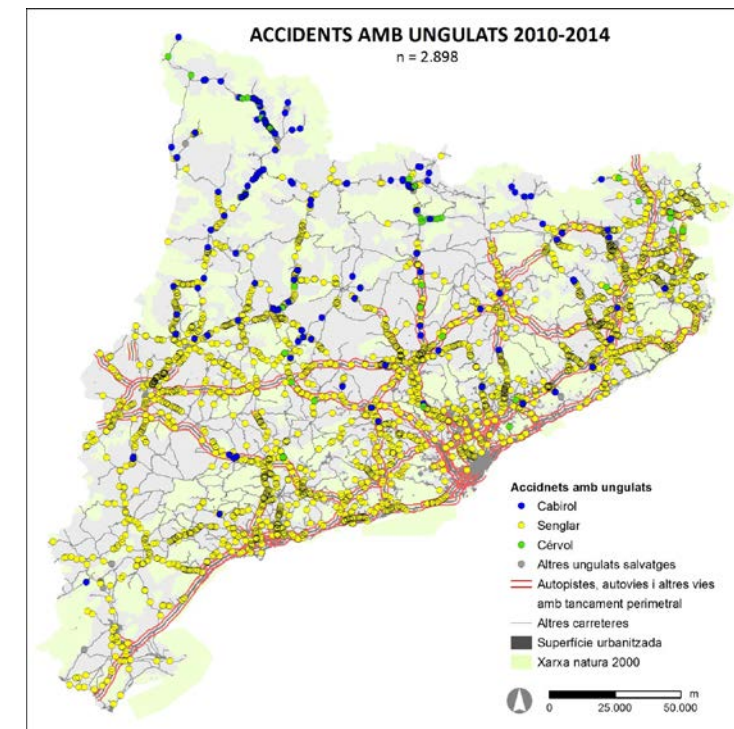 ACCIDENTS AMB UNGULATS 2010-2014
n = 2.898
Accidnets amb ungulats
Cabirol
Senglar
Cérvol
Altres ungulats salvatges
Autopistes, autovies i altres vies
amb tancament perimetral
Altres carreteres
Superfície urbanitzada
Xarxa natura 2000
m
0 25.000 50.000